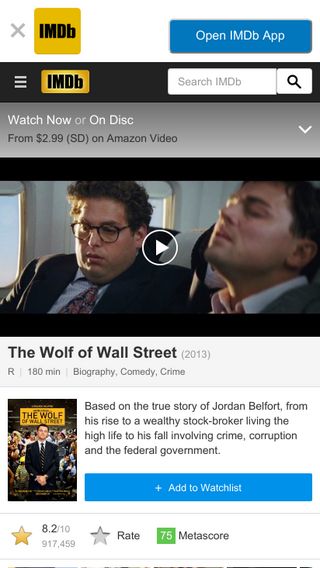 IMDb
Open IMDb App
IMDb
Search IMDb
Watch Now or On Disc
From $2.99 (SD) on Amazon Video
The Wolf of Wall Street (2013)
R | 180 min | Biography, Comedy, Crime
THE WOLF
OF WALL STREET
Based on the true story of Jordan Belfort, from
his rise to a wealthy stock-broker living the
high life to his fall involving crime, corruption
and the federal government.
+ Add to Watchlist
8.2/10
917,459
Rate
75 Metascore